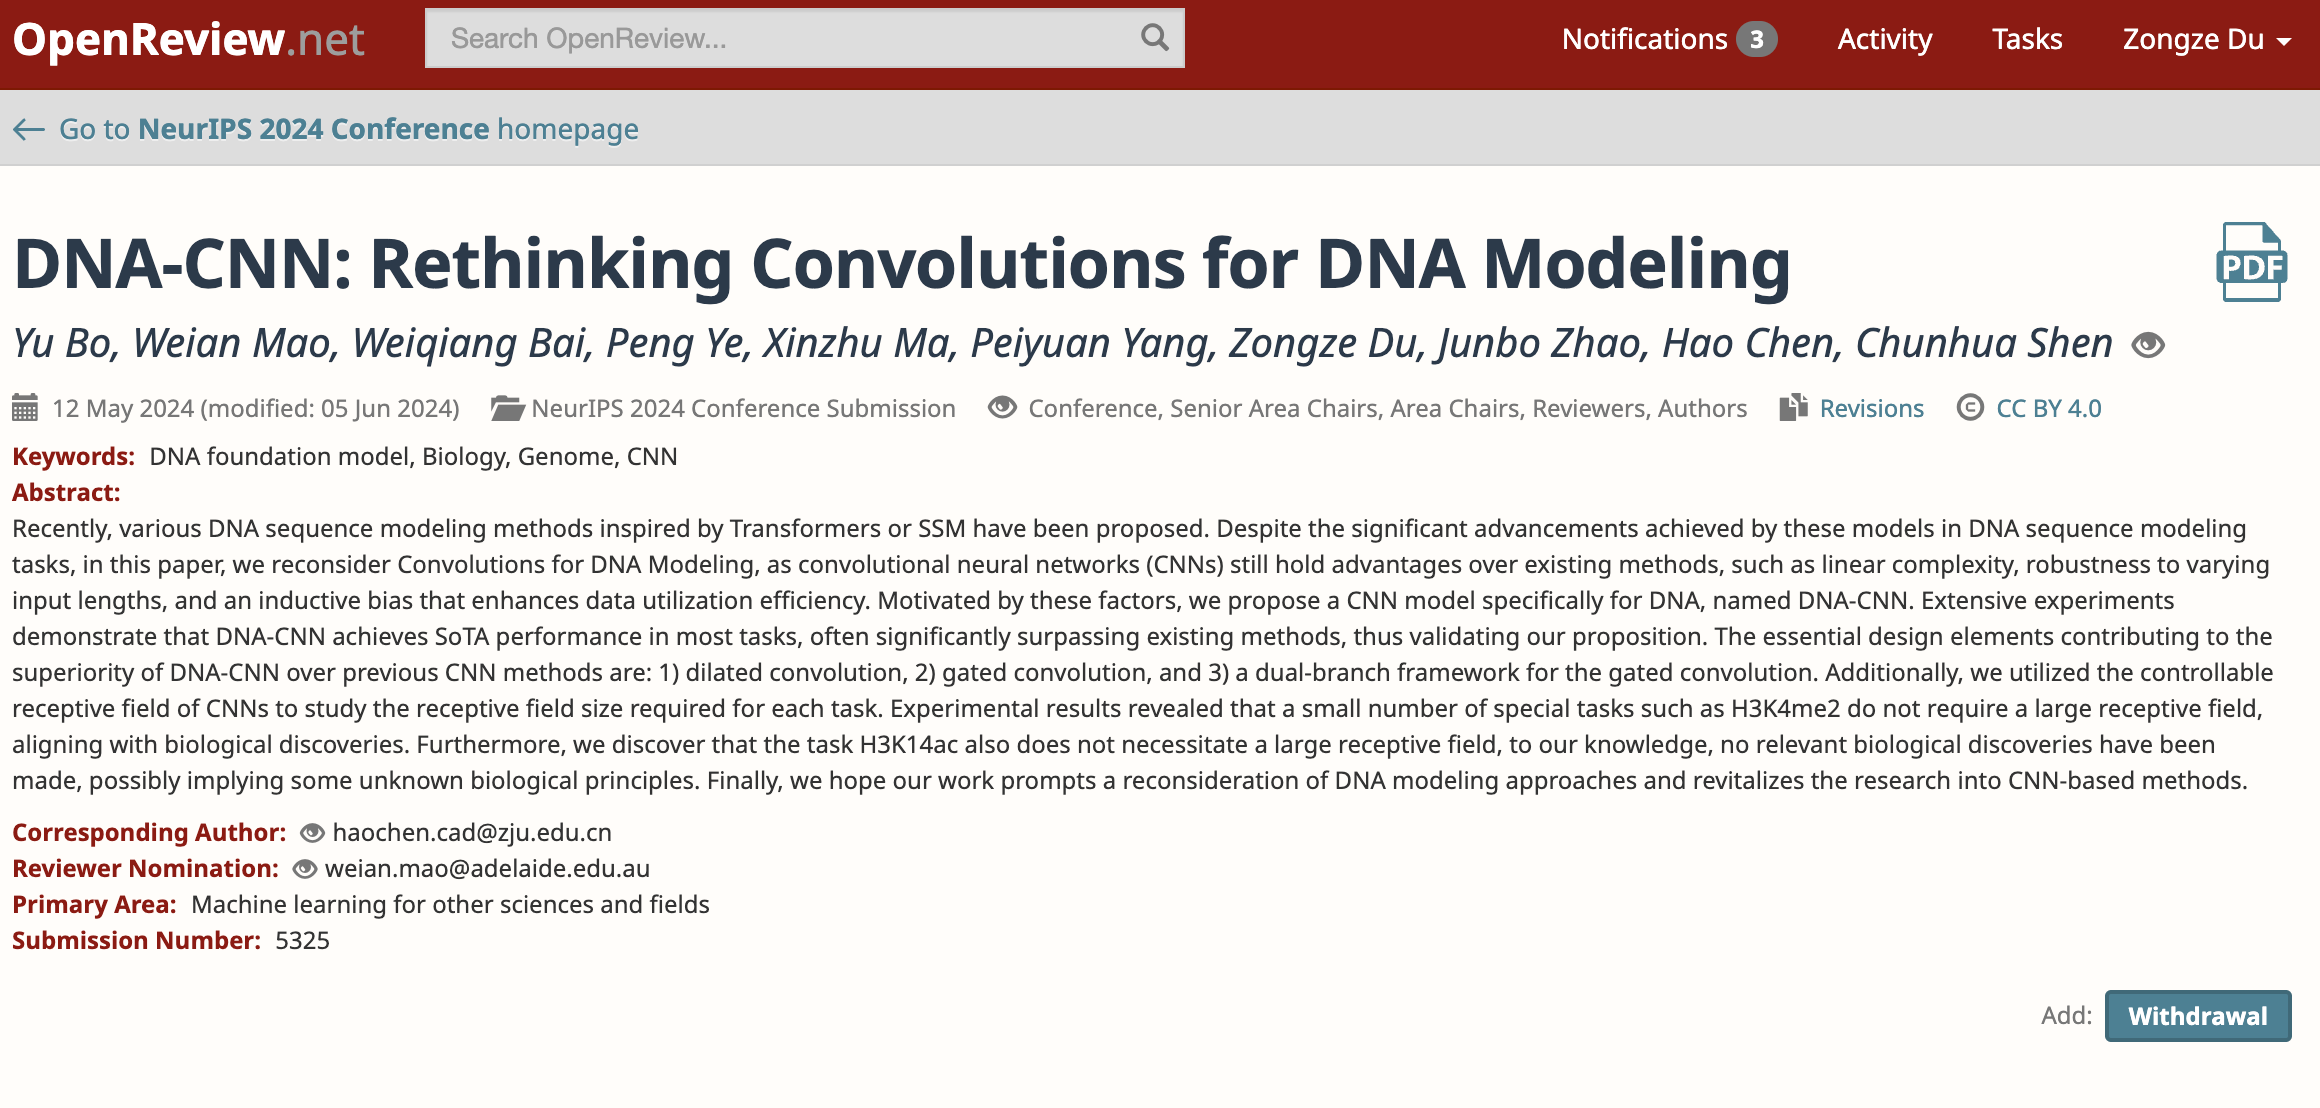 OpenReview.net Search OpenReview... Notifications 3 Activity Tasks Zongze Du
← Go to NeurIPS 2024 Conference homepage
DNA-CNN: Rethinking Convolutions for DNA Modeling
PDF
Yu Bo, Weian Mao, Weiqiang Bai, Peng Ye, Xinzhu Ma, Peiyuan Yang, Zongze Du, Junbo Zhao, Hao Chen, Chunhua Shen
12 May 2024 (modified: 05 Jun 2024) NeurIPS 2024 Conference Submission Conference, Senior Area Chairs, Area Chairs, Reviewers, Authors Revisions © CC BY 4.0
Keywords: DNA foundation model, Biology, Genome, CNN
Abstract:
Recently, various DNA sequence modeling methods inspired by Transformers or SSM have been proposed. Despite the significant advancements achieved by these models in DNA sequence modeling
tasks, in this paper, we reconsider Convolutions for DNA Modeling, as convolutional neural networks (CNNs) still hold advantages over existing methods, such as linear complexity, robustness to varying
input lengths, and an inductive bias that enhances data utilization efficiency. Motivated by these factors, we propose a CNN model specifically for DNA, named DNA-CNN. Extensive experiments
demonstrate that DNA-CNN achieves SoTA performance in most tasks, often significantly surpassing existing methods, thus validating our proposition. The essential design elements contributing to the
superiority of DNA-CNN over previous CNN methods are: 1) dilated convolution, 2) gated convolution, and 3) a dual-branch framework for the gated convolution. Additionally, we utilized the controllable
receptive field of CNNs to study the receptive field size required for each task. Experimental results revealed that a small number of special tasks such as H3K4me2 do not require a large receptive field,
aligning with biological discoveries. Furthermore, we discover that the task H3K14ac also does not necessitate a large receptive field, to our knowledge, no relevant biological discoveries have been
made, possibly implying some unknown biological principles. Finally, we hope our work prompts a reconsideration of DNA modeling approaches and revitalizes the research into CNN-based methods.
Corresponding Author: haochen.cad@zju.edu.cn
Reviewer Nomination: weian.mao@adelaide.edu.au
Primary Area: Machine learning for other sciences and fields
Submission Number: 5325
Add: Withdrawal